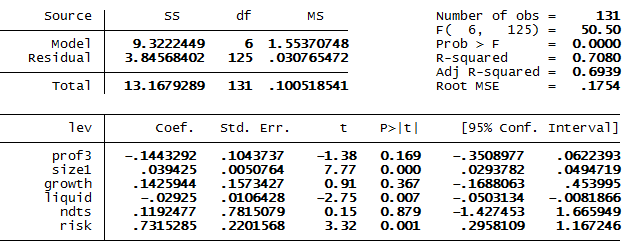 Source | SS df MS Number of obs = 131
F( 6, 125) = 50.50
Model | 9.3222449 6 1.55370748 Prob > F = 0.0000
Residual | 3.84568402 125 .030765472 R-squared = 0.7080
Adj R-squared = 0.6939
Total | 13.1679289 131 .100518541 Root MSE = .1754
lev | Coef. Std. Err. t P>|t| [95% Conf. Interval]
prof3 | -.1443292 .1043737 -1.38 0.169 -.3508977 .0622393
size1 | .039425 .0050764 7.77 0.000 .0293782 .0494719
growth | .1425944 .1573427 0.91 0.367 -.1688063 .453995
liquid | -.02925 .0106428 -2.75 0.007 -.0503134 -.0081866
ndts | .1192477 .7815079 0.15 0.879 -1.427453 1.665949
risk | .7315285 .2201568 3.32 0.001 .2958109 1.167246